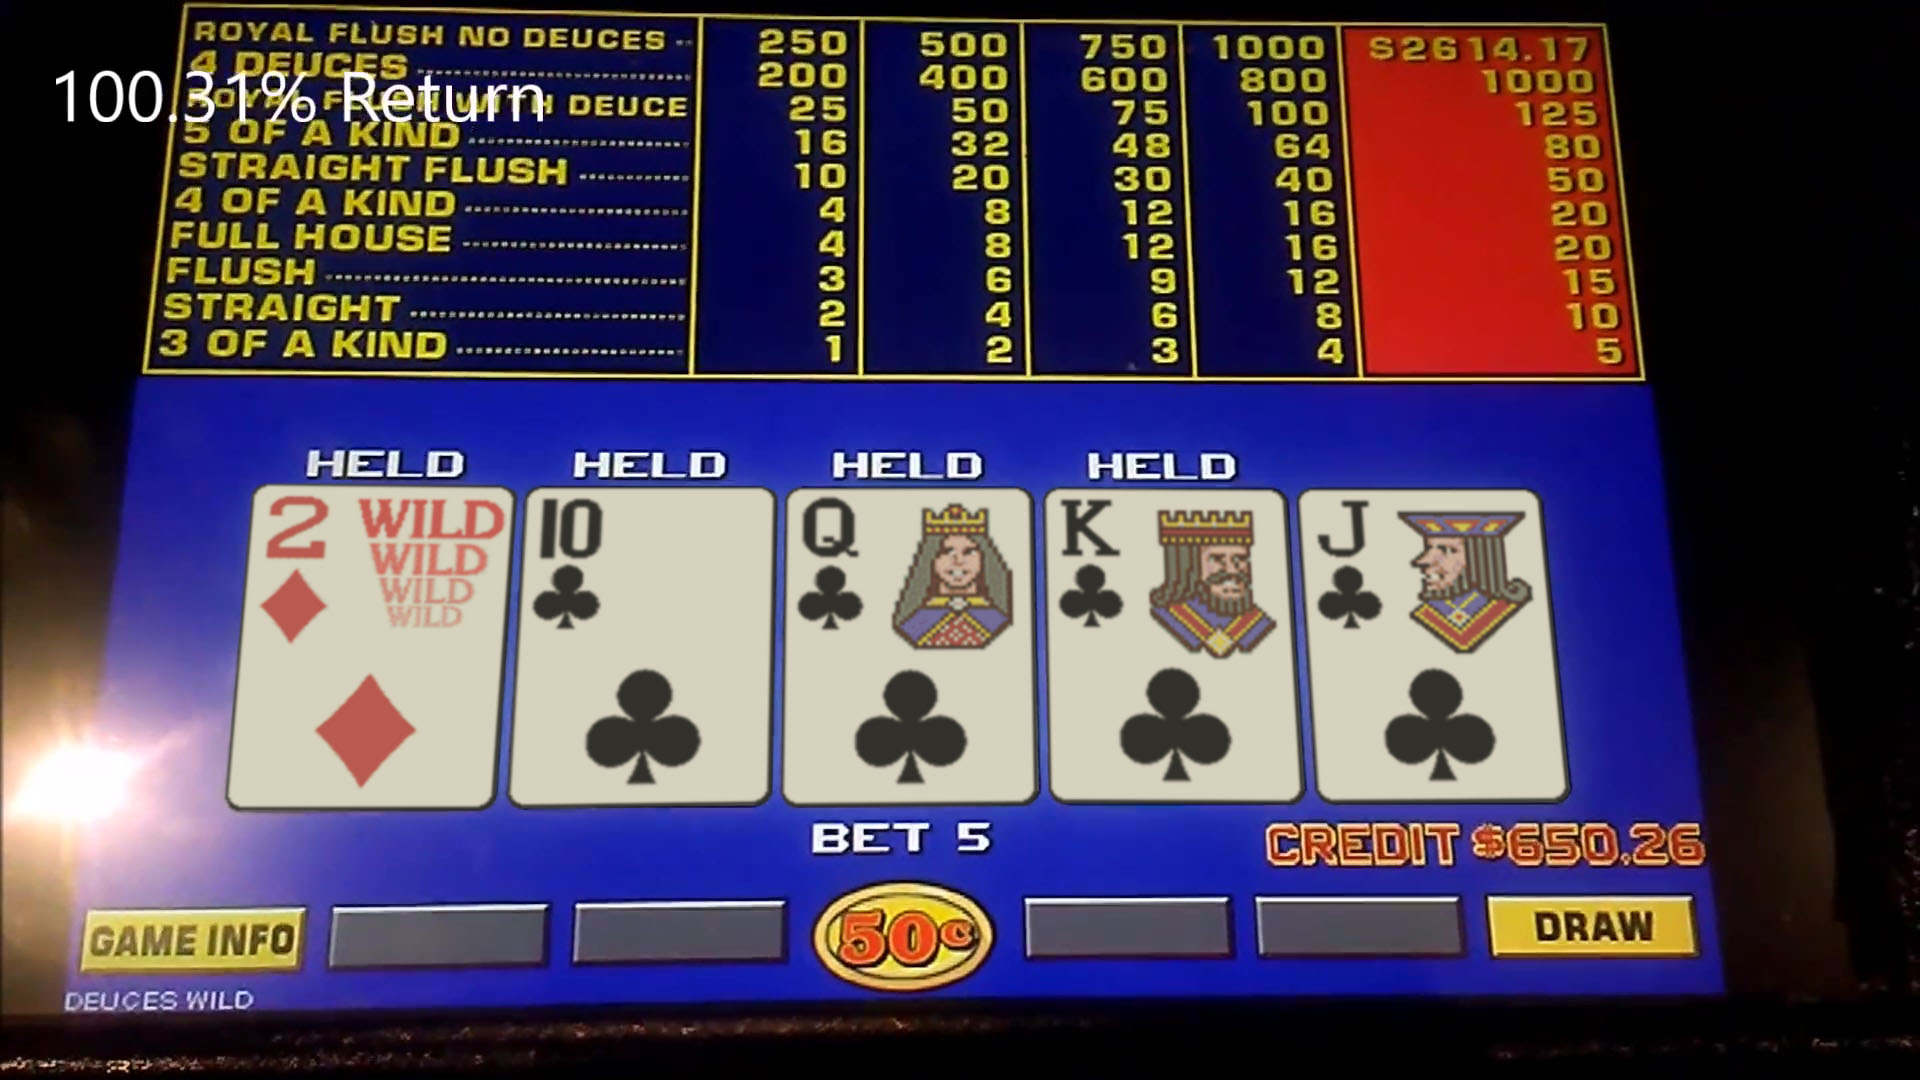 ROYAL FLUSH NO DEUCES 250 500 750 1000 $2614.17
4 DEUCES 200 400 600 800 1000
100.31% Return
ROYAL FLUSH WITH DEUCE 25 50 75 100 125
5 OF A KIND 16 32 48 64 80
STRAIGHT FLUSH 10 20 30 40 50
4 OF A KIND 4 8 12 16 20
FULL HOUSE 4 8 12 16 20
FLUSH 3 6 9 12 15
STRAIGHT 2 4 6 8 10
3 OF A KIND 1 2 3 4 5
HELD HELD HELD HELD
2 WILD 10 Q K J
WILD
WILD
WILD
BET 5 CREDIT $650.26
GAME INFO 50¢ DRAW
DEUCES WILD